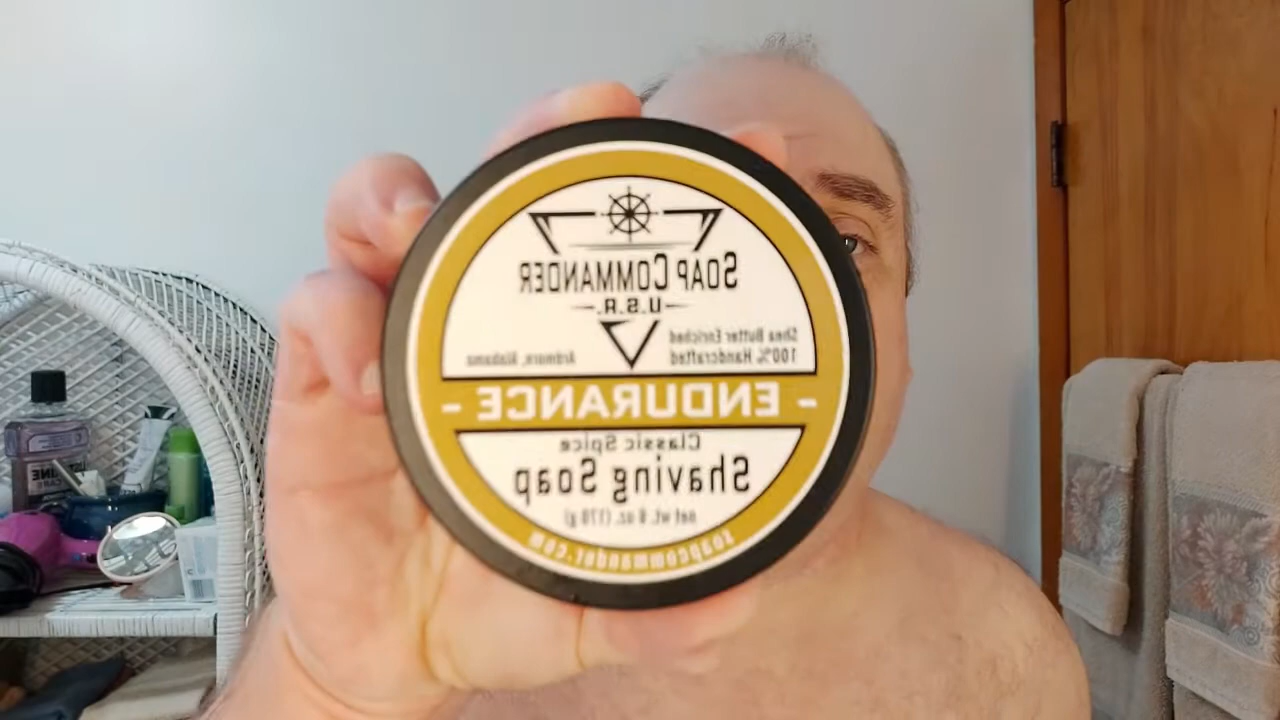 SOAP COMMANDER
U.S.A.
Shea Butter Enriched
100% Handcrafted
Ardmore, Alabama
- ENDURANCE -
Classic Spice
Shaving Soap
net wt. 6 oz. (170 g)
soapcommander.com